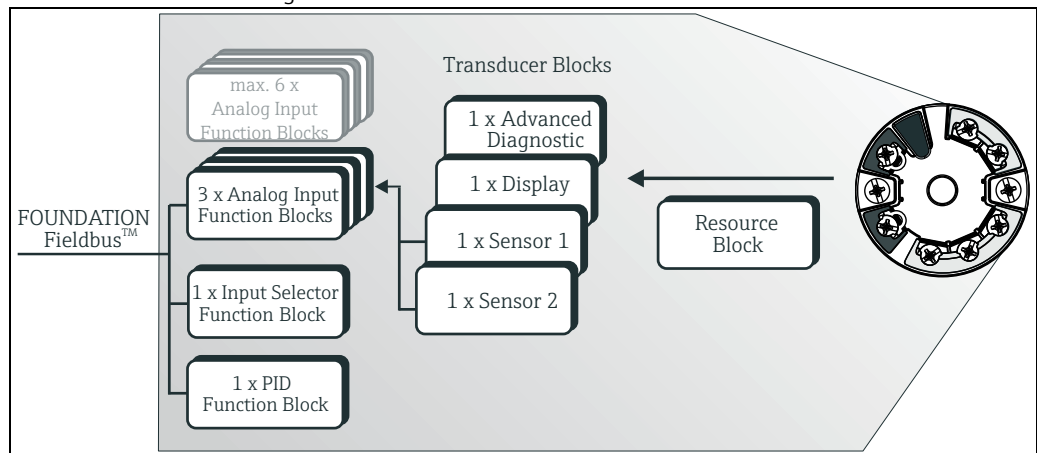 max. 6 x
Analog Input
Function Blocks
Transducer Blocks
1 x Advanced
Diagnostic
1 x Display
3 x Analog Input
Function Blocks
FOUNDATION
Fieldbus™
1 x Sensor 1
Resource
Block
1 x Input Selector
Function Block
1 x Sensor 2
1 x PID
Function Block